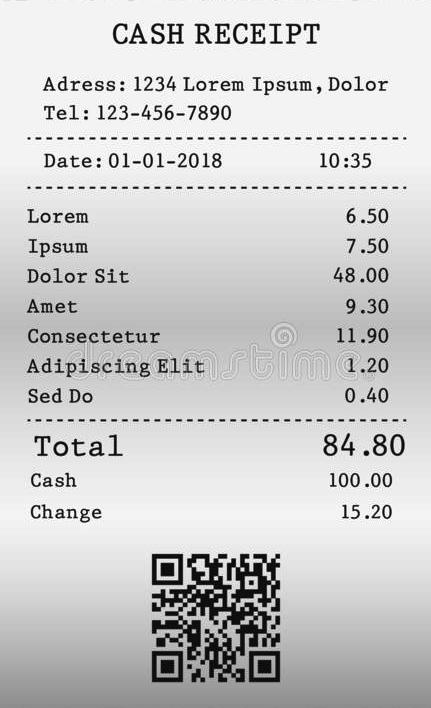 CASH RECEIPT
Adress: 1234 Lorem Ipsum, Dolor
Tel: 123-456-7890
Date: 01-01-2018 10:35
Lorem 6.50
Ipsum 7.50
Dolor Sit 48.00
Amet 9.30
Consectetur 11.90
Adipiscing Elit 1.20
dreamstime
Sed Do 0.40
Total 84.80
Cash 100.00
Change 15.20